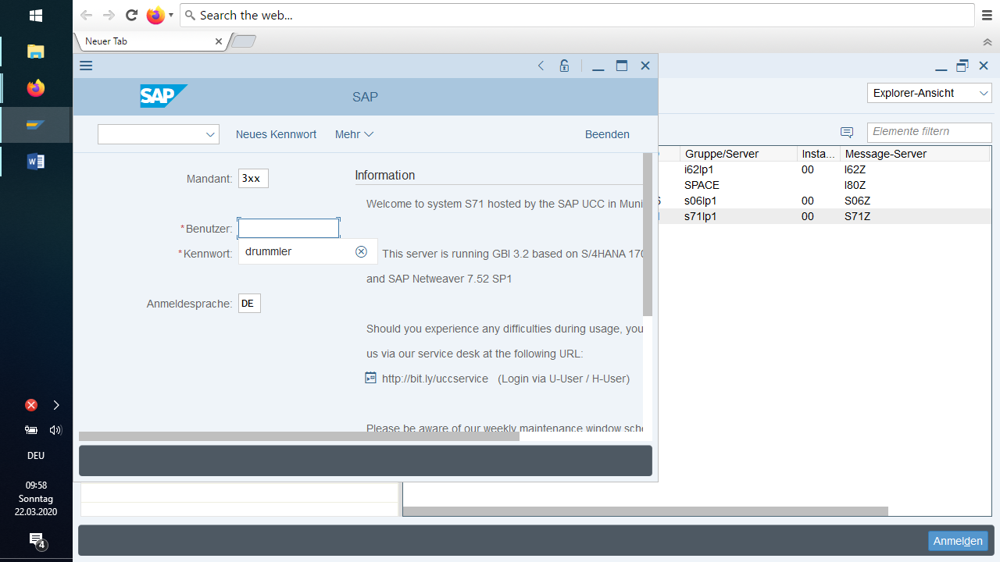 Search the web...
Neuer Tab
SAP
SAP
Neues Kennwort
Mehr
Beenden
Mandant:
3xx
*Benutzer:
*Kennwort:
drummler
Anmeldesprache:
DE
Information
Welcome to system S71 hosted by the SAP UCC in Muni
This server is running GBI 3.2 based on S/4HANA 170
and SAP Netweaver 7.52 SP1
Should you experience any difficulties during usage, you
us via our service desk at the following URL:
http://bit.ly/uccservice (Login via U-User / H-User)
Please be aware of our weekly maintenance window sche
Explorer-Ansicht
Elemente filtern
Gruppe/Server Insta... Message-Server
i62lp1 00 I62Z
SPACE I80Z
s06lp1 00 S06Z
s71lp1 00 S71Z
Anmelden
DEU
09:58
Sonntag
22.03.2020
4